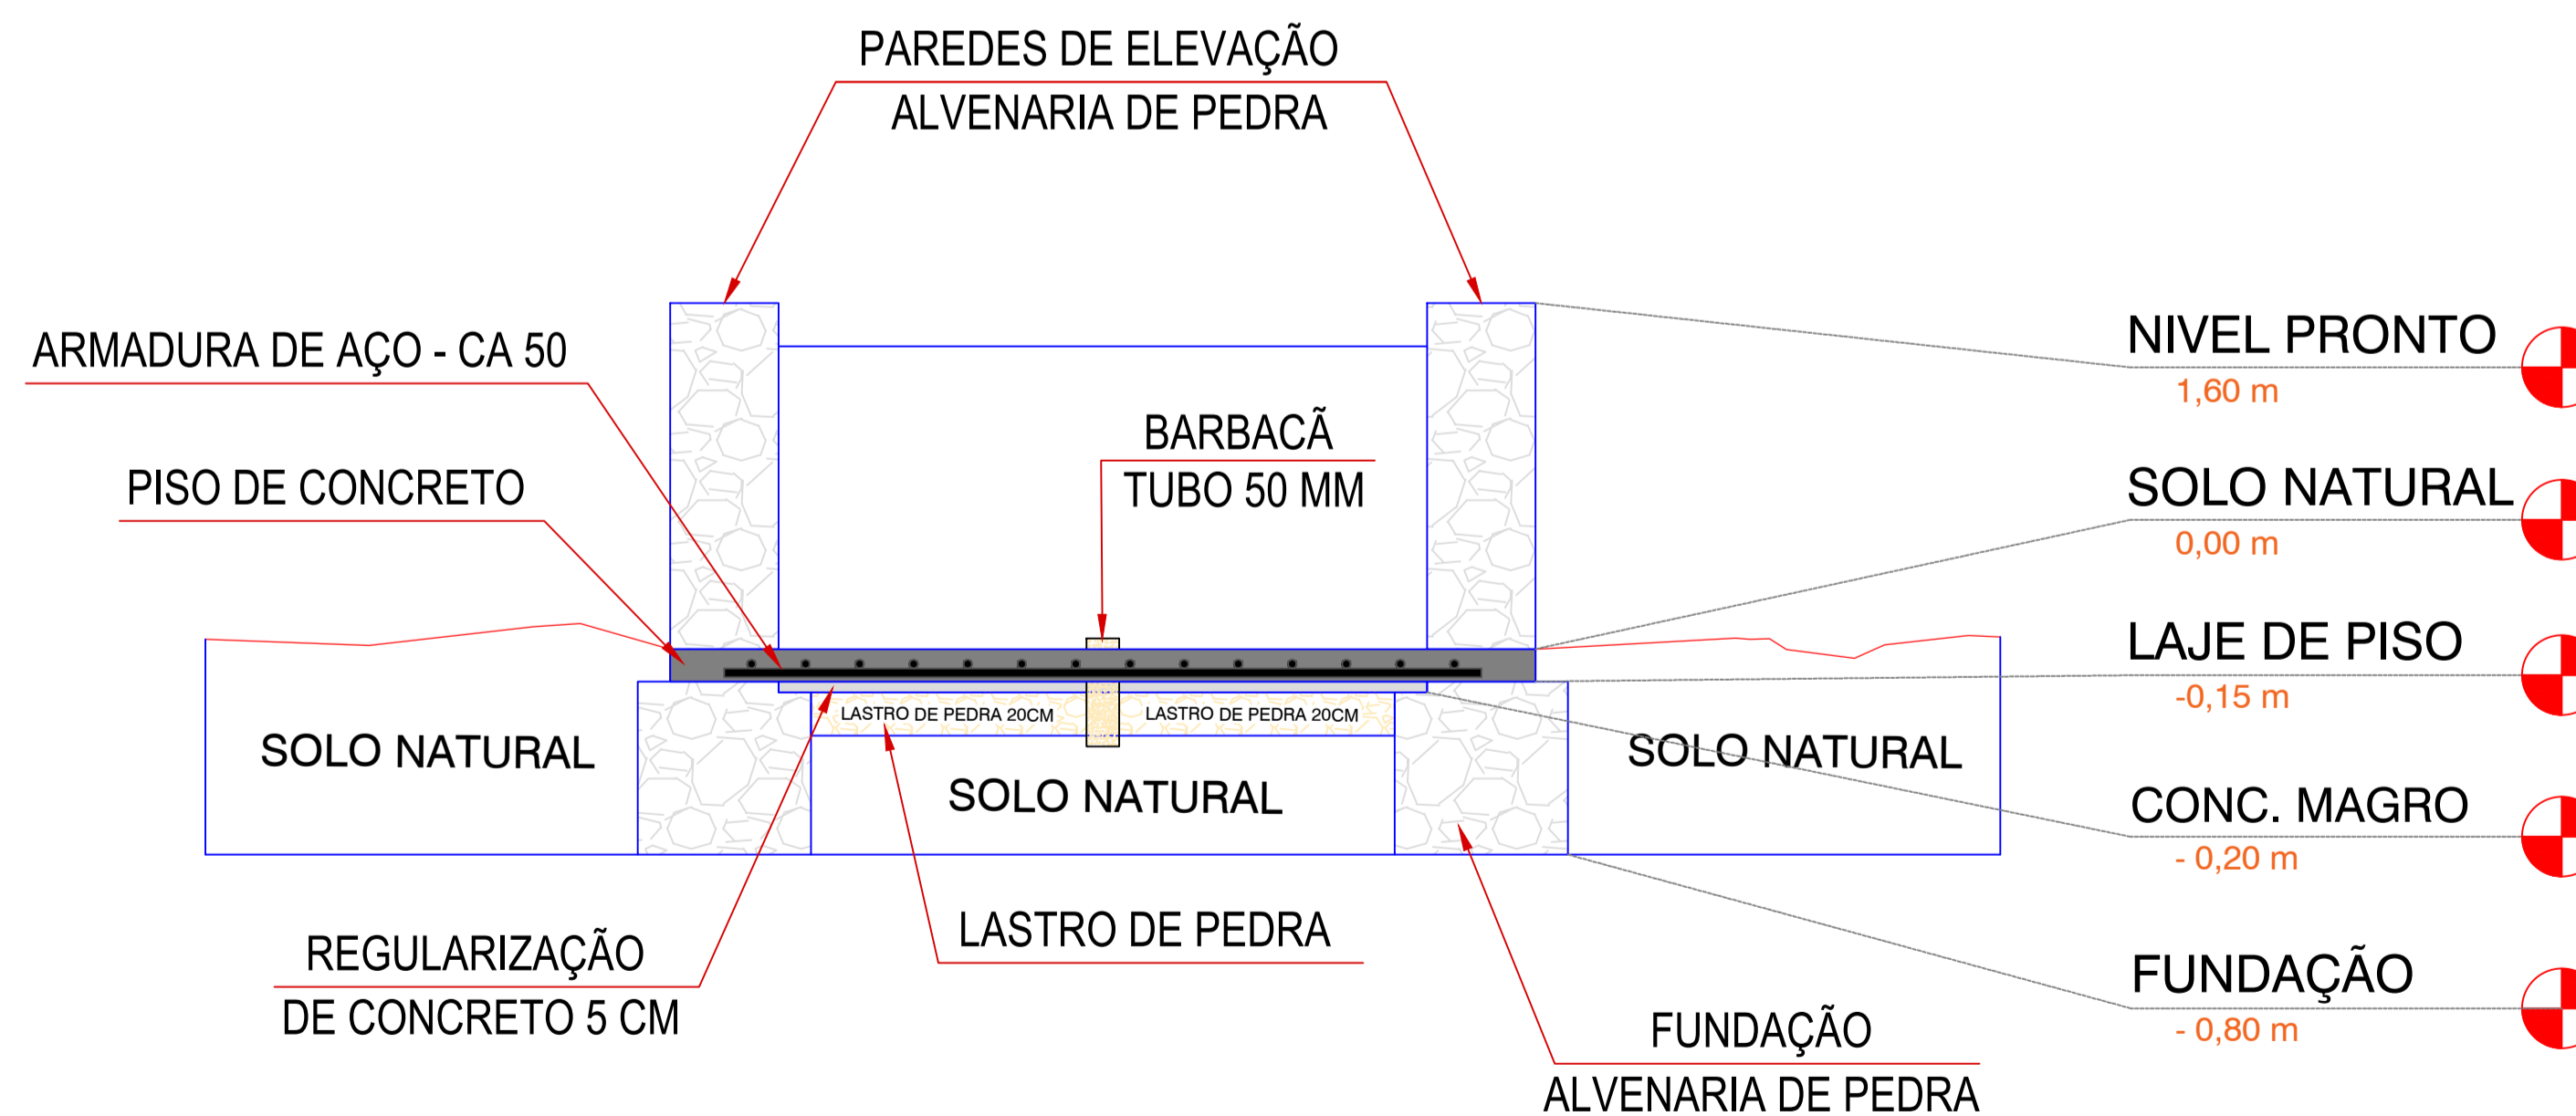 PAREDES DE ELEVAÇÃO
ALVENARIA DE PEDRA
ARMADURA DE AÇO - CA 50
PISO DE CONCRETO
BARBACÃ
TUBO 50 MM
NIVEL PRONTO
1,60 m
SOLO NATURAL
0,00 m
LAJE DE PISO
-0,15 m
CONC. MAGRO
- 0,20 m
FUNDAÇÃO
- 0,80 m
LASTRO DE PEDRA 20CM
LASTRO DE PEDRA 20CM
SOLO NATURAL
SOLO NATURAL
SOLO NATURAL
REGULARIZAÇÃO
DE CONCRETO 5 CM
LASTRO DE PEDRA
FUNDAÇÃO
ALVENARIA DE PEDRA